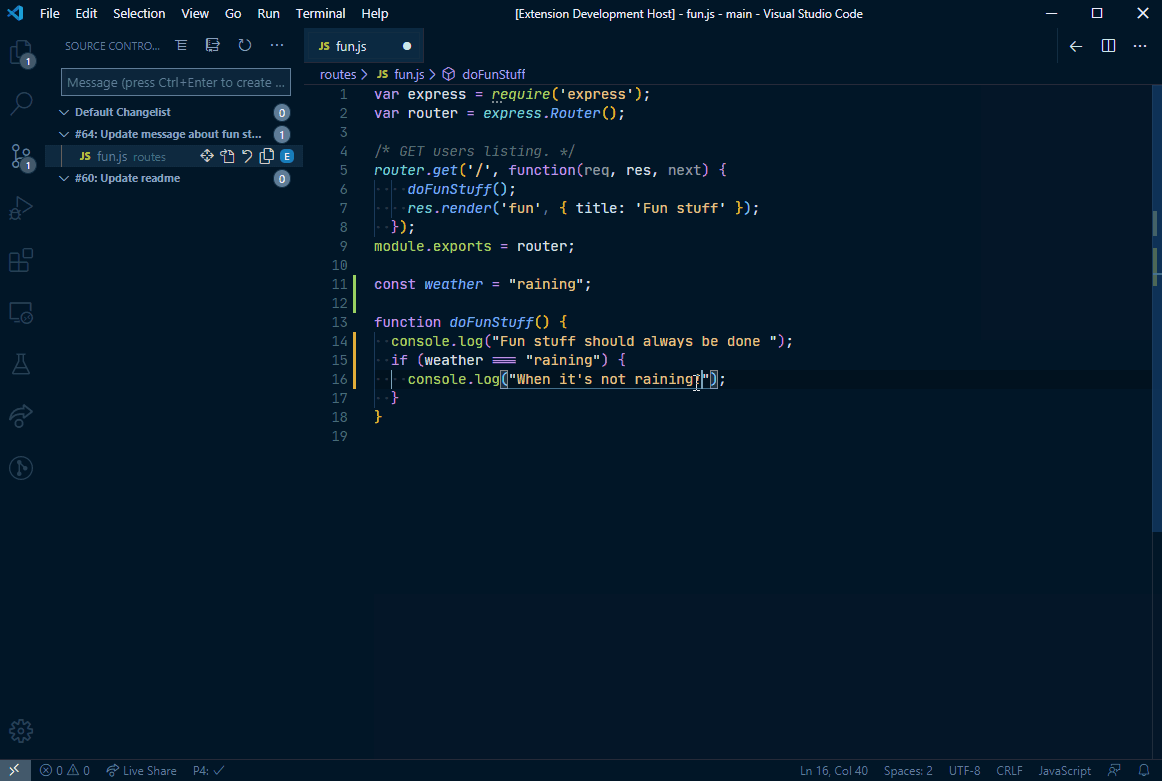 File Edit Selection View Go Run Terminal Help [Extension Development Host] - fun.js - main - Visual Studio Code
SOURCE CONTRO...
JS fun.js
1
Message (press Ctrl+Enter to create ...
routes > JS fun.js > doFunStuff
Default Changelist 0
#64: Update message about fun st... 1
JS fun.js routes E
#60: Update readme 0
1
1 var express = require('express');
2 var router = express.Router();
3
4 /* GET users listing. */
5 router.get('/', function(req, res, next) {
6 doFunStuff();
7 res.render('fun', { title: 'Fun stuff' });
8 });
9 module.exports = router;
10
11 const weather = "raining";
12
13 function doFunStuff() {
14 console.log("Fun stuff should always be done ");
15 if (weather === "raining") {
16 console.log("When it's not raining!");
17 }
18 }
19
0 0 Live Share P4: Ln 16, Col 40 Spaces: 2 UTF-8 CRLF JavaScript